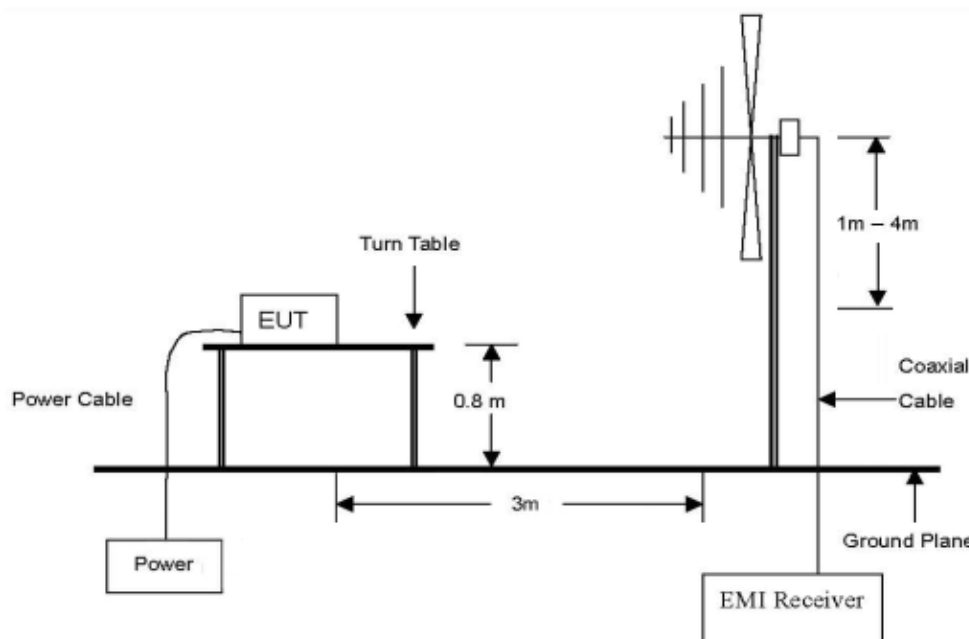 1m – 4m
Turn Table
EUT
Coaxial
Cable
Power Cable
0.8 m
3m
Ground Plane
Power
EMI Receiver